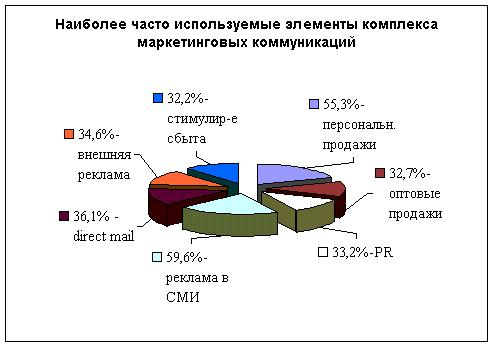 Наиболее часто используемые элементы комплекса
маркетинговых коммуникаций
32,2%-
стимулир-е
сбыта
55,3%-
персональн.
продажи
34,6%-
внешняя
реклама
32,7%-
оптовые
продажи
36,1% -
direct mail
33,2%-PR
59,6%-
реклама в
СМИ